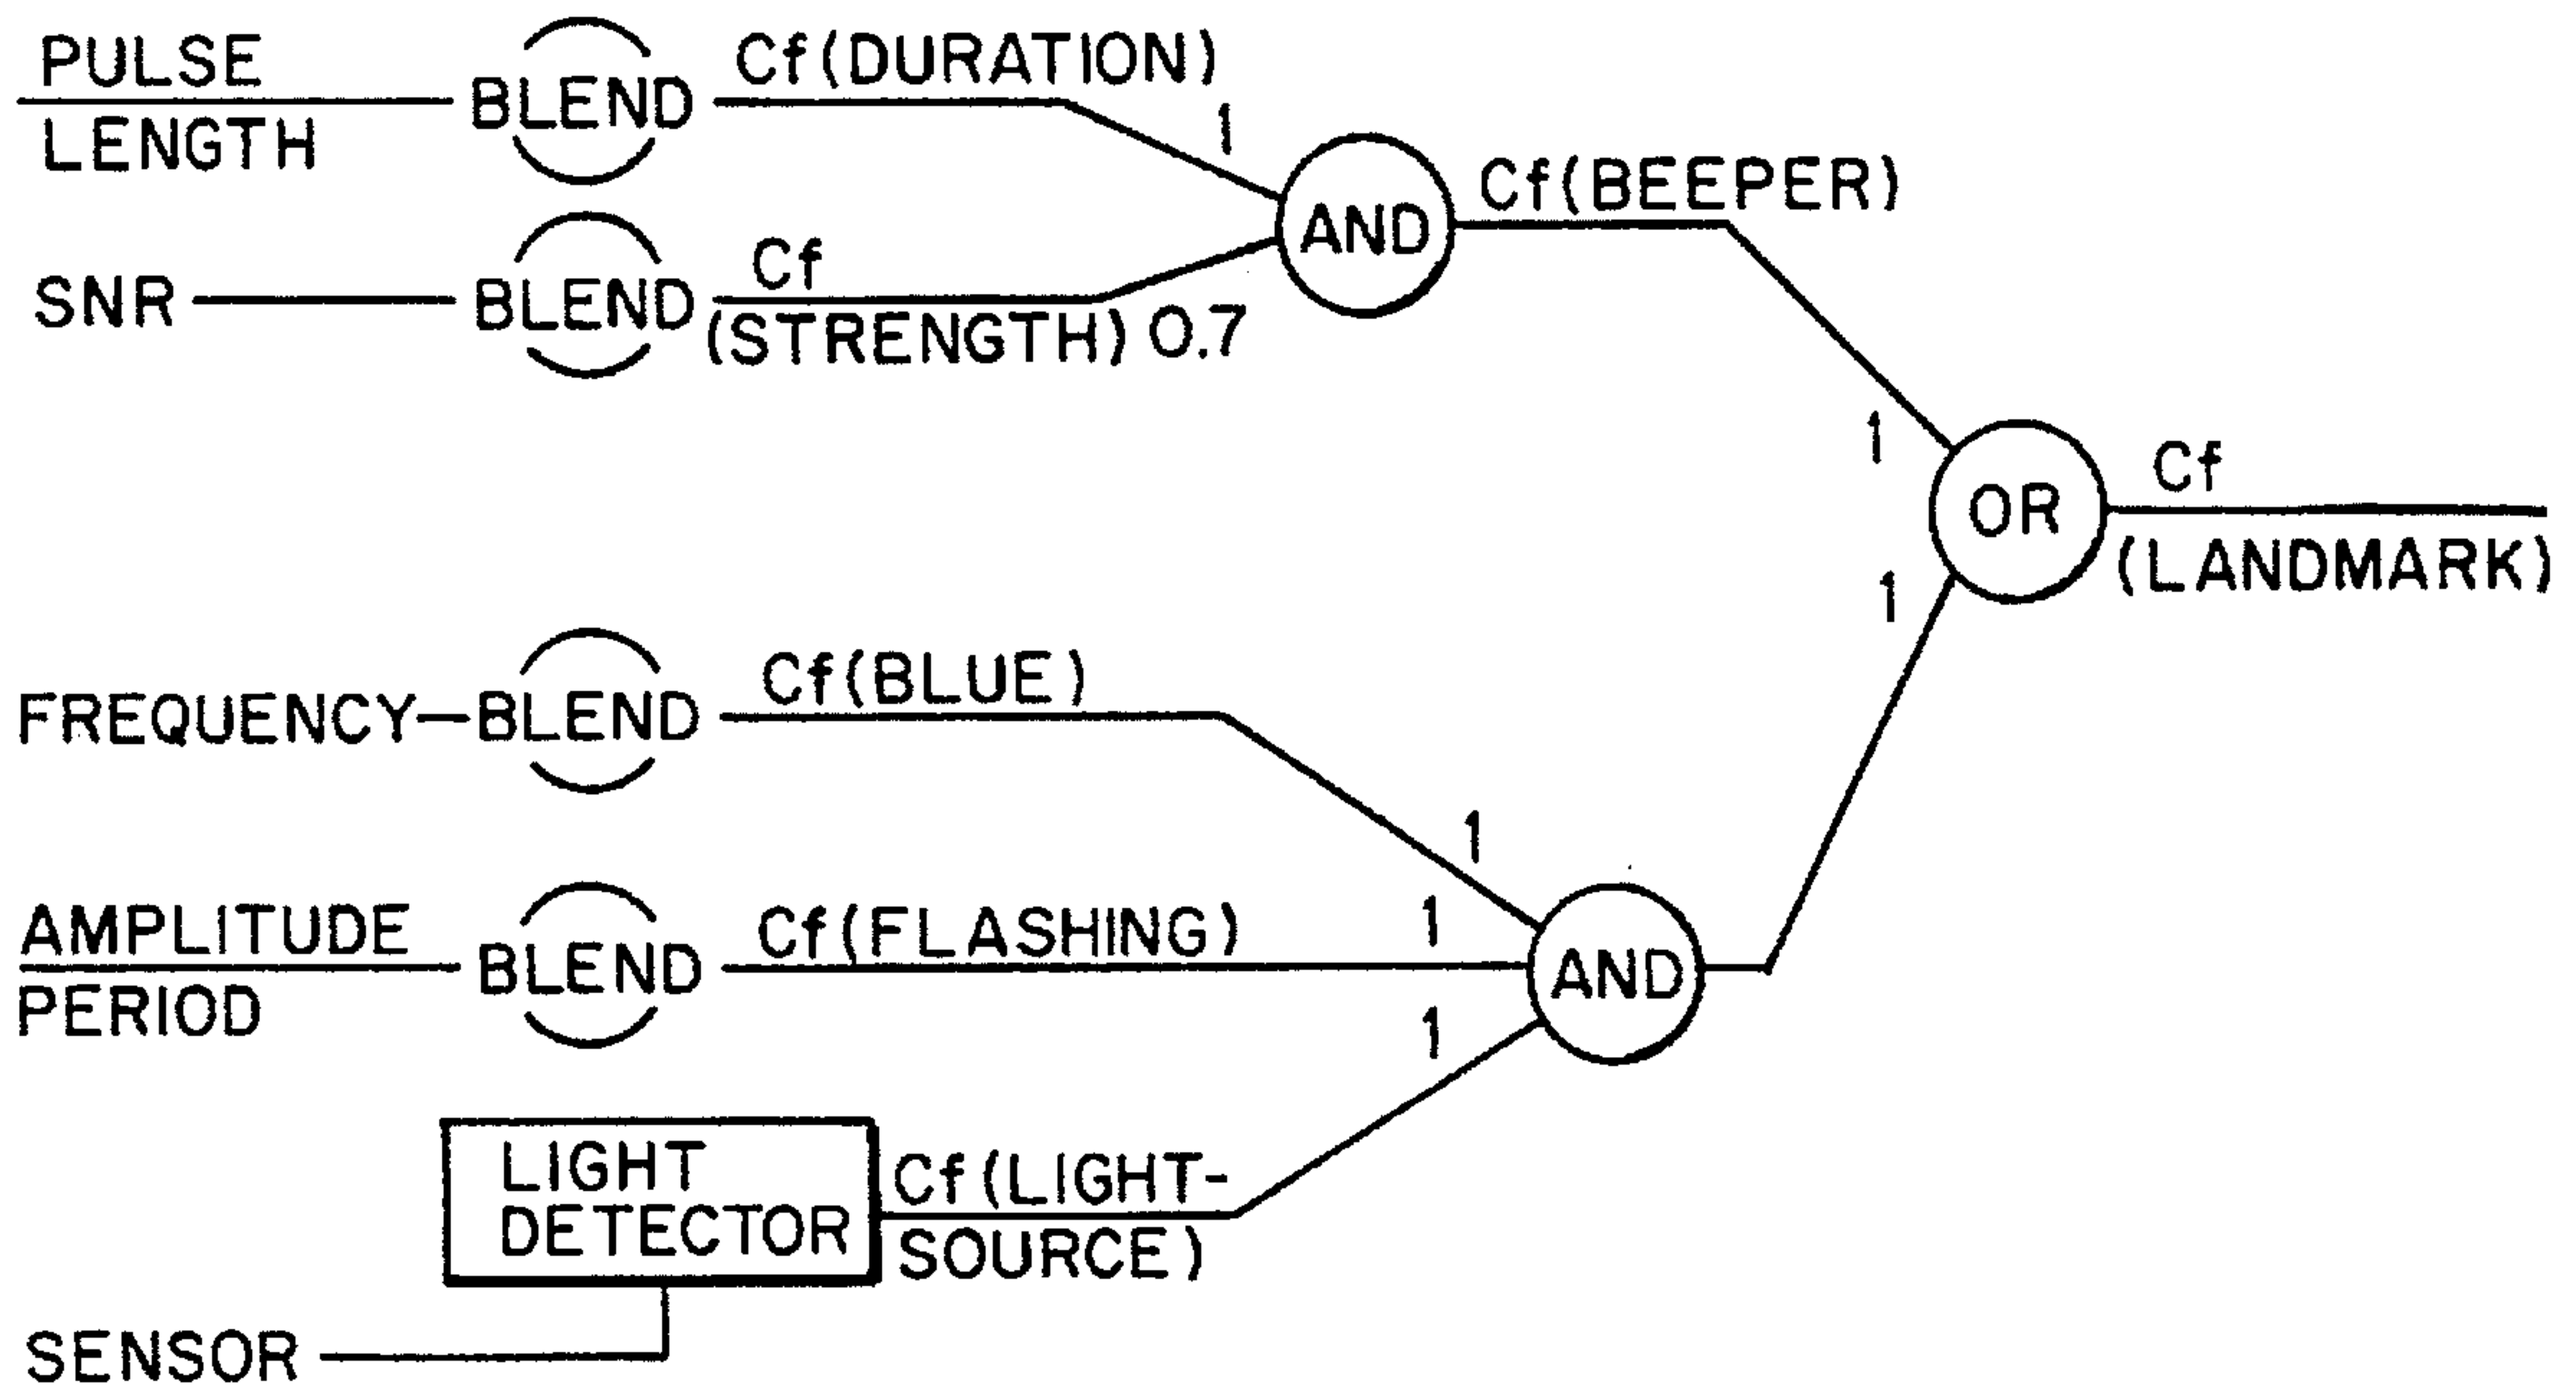 PULSE
LENGTH
BLEND
Cf(DURATION)
1
SNR
BLEND
Cf
(STRENGTH) 0.7
AND
Cf(BEEPER)
1
OR
Cf
(LANDMARK)
1
FREQUENCY
BLEND
Cf(BLUE)
1
AMPLITUDE
PERIOD
BLEND
Cf(FLASHING)
1
AND
1
LIGHT
DETECTOR
Cf(LIGHT-
SOURCE)
SENSOR